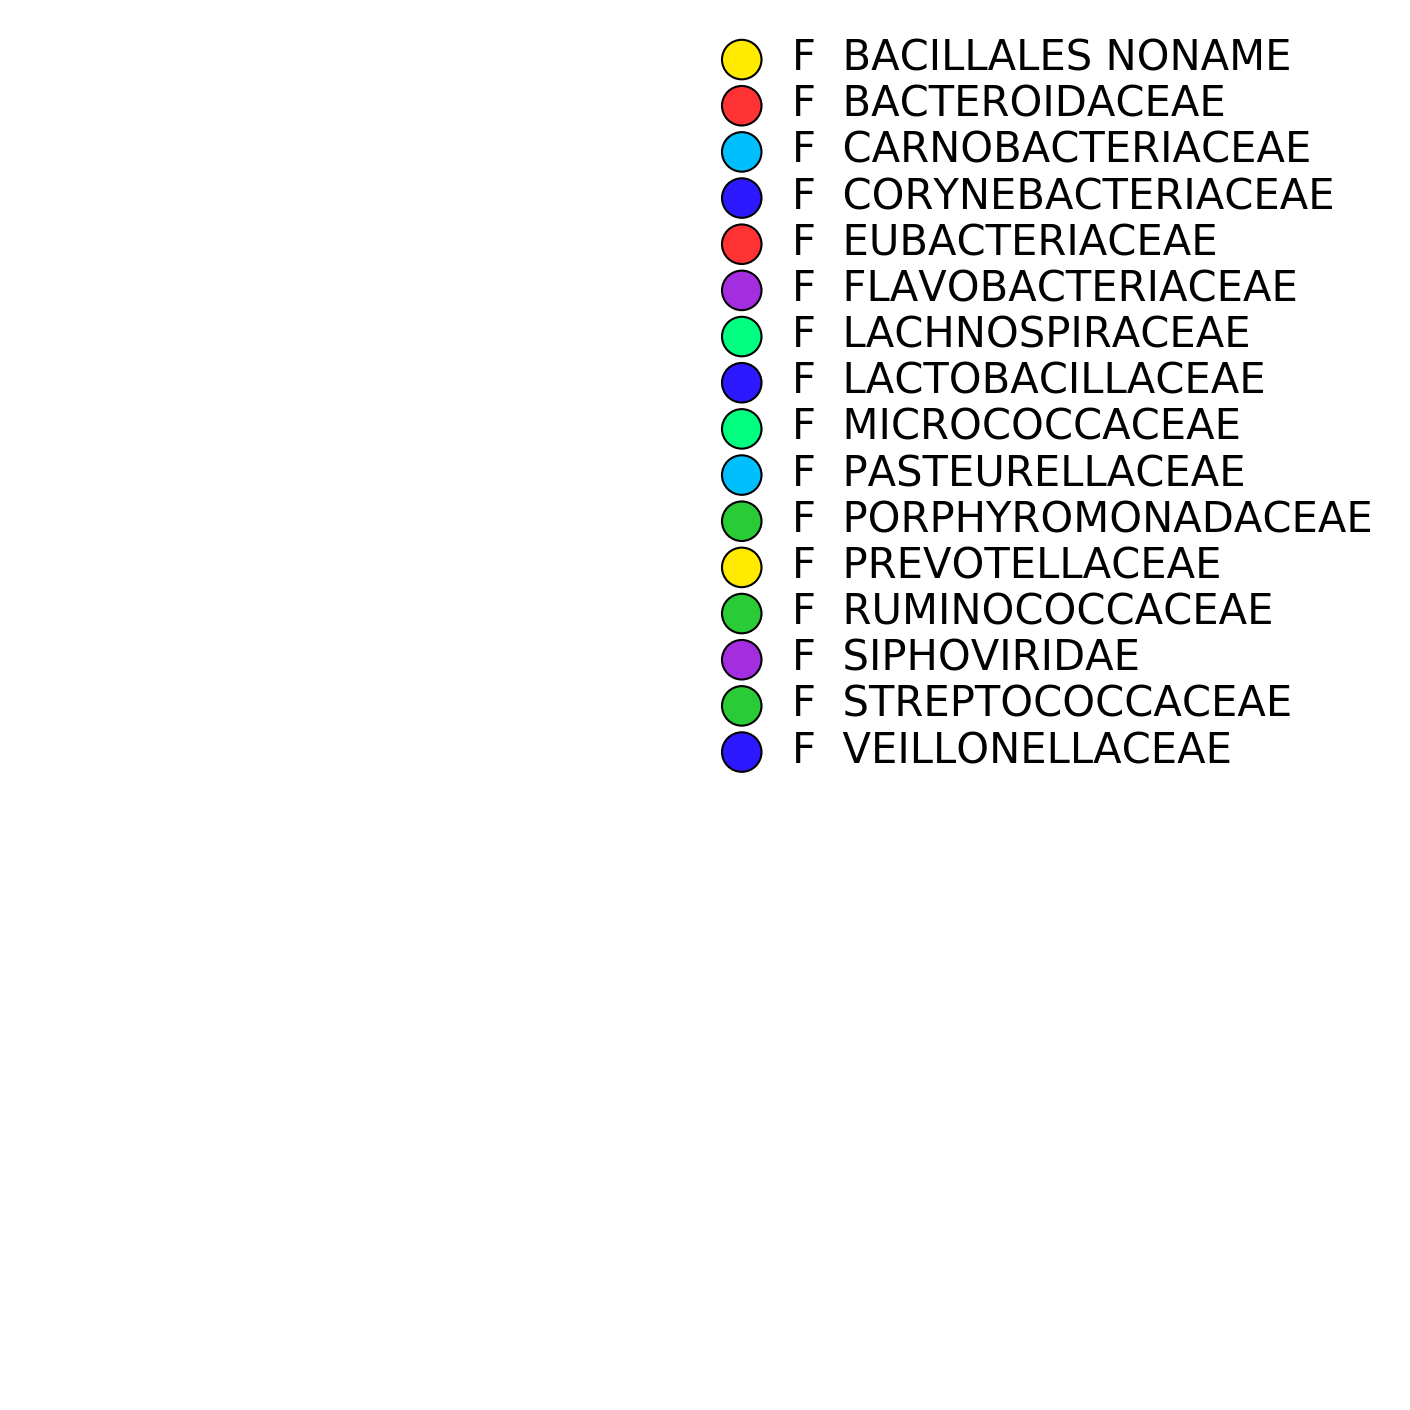 F BACILLALES NONAME
F BACTEROIDACEAE
F CARNOBACTERIACEAE
F CORYNEBACTERIACEAE
F EUBACTERIACEAE
F FLAVOBACTERIACEAE
F LACHNOSPIRACEAE
F LACTOBACILLACEAE
F MICROCOCCACEAE
F PASTEURELLACEAE
F PORPHYROMONADACEAE
F PREVOTELLACEAE
F RUMINOCOCCACEAE
F SIPHOVIRIDAE
F STREPTOCOCCACEAE
F VEILLONELLACEAE